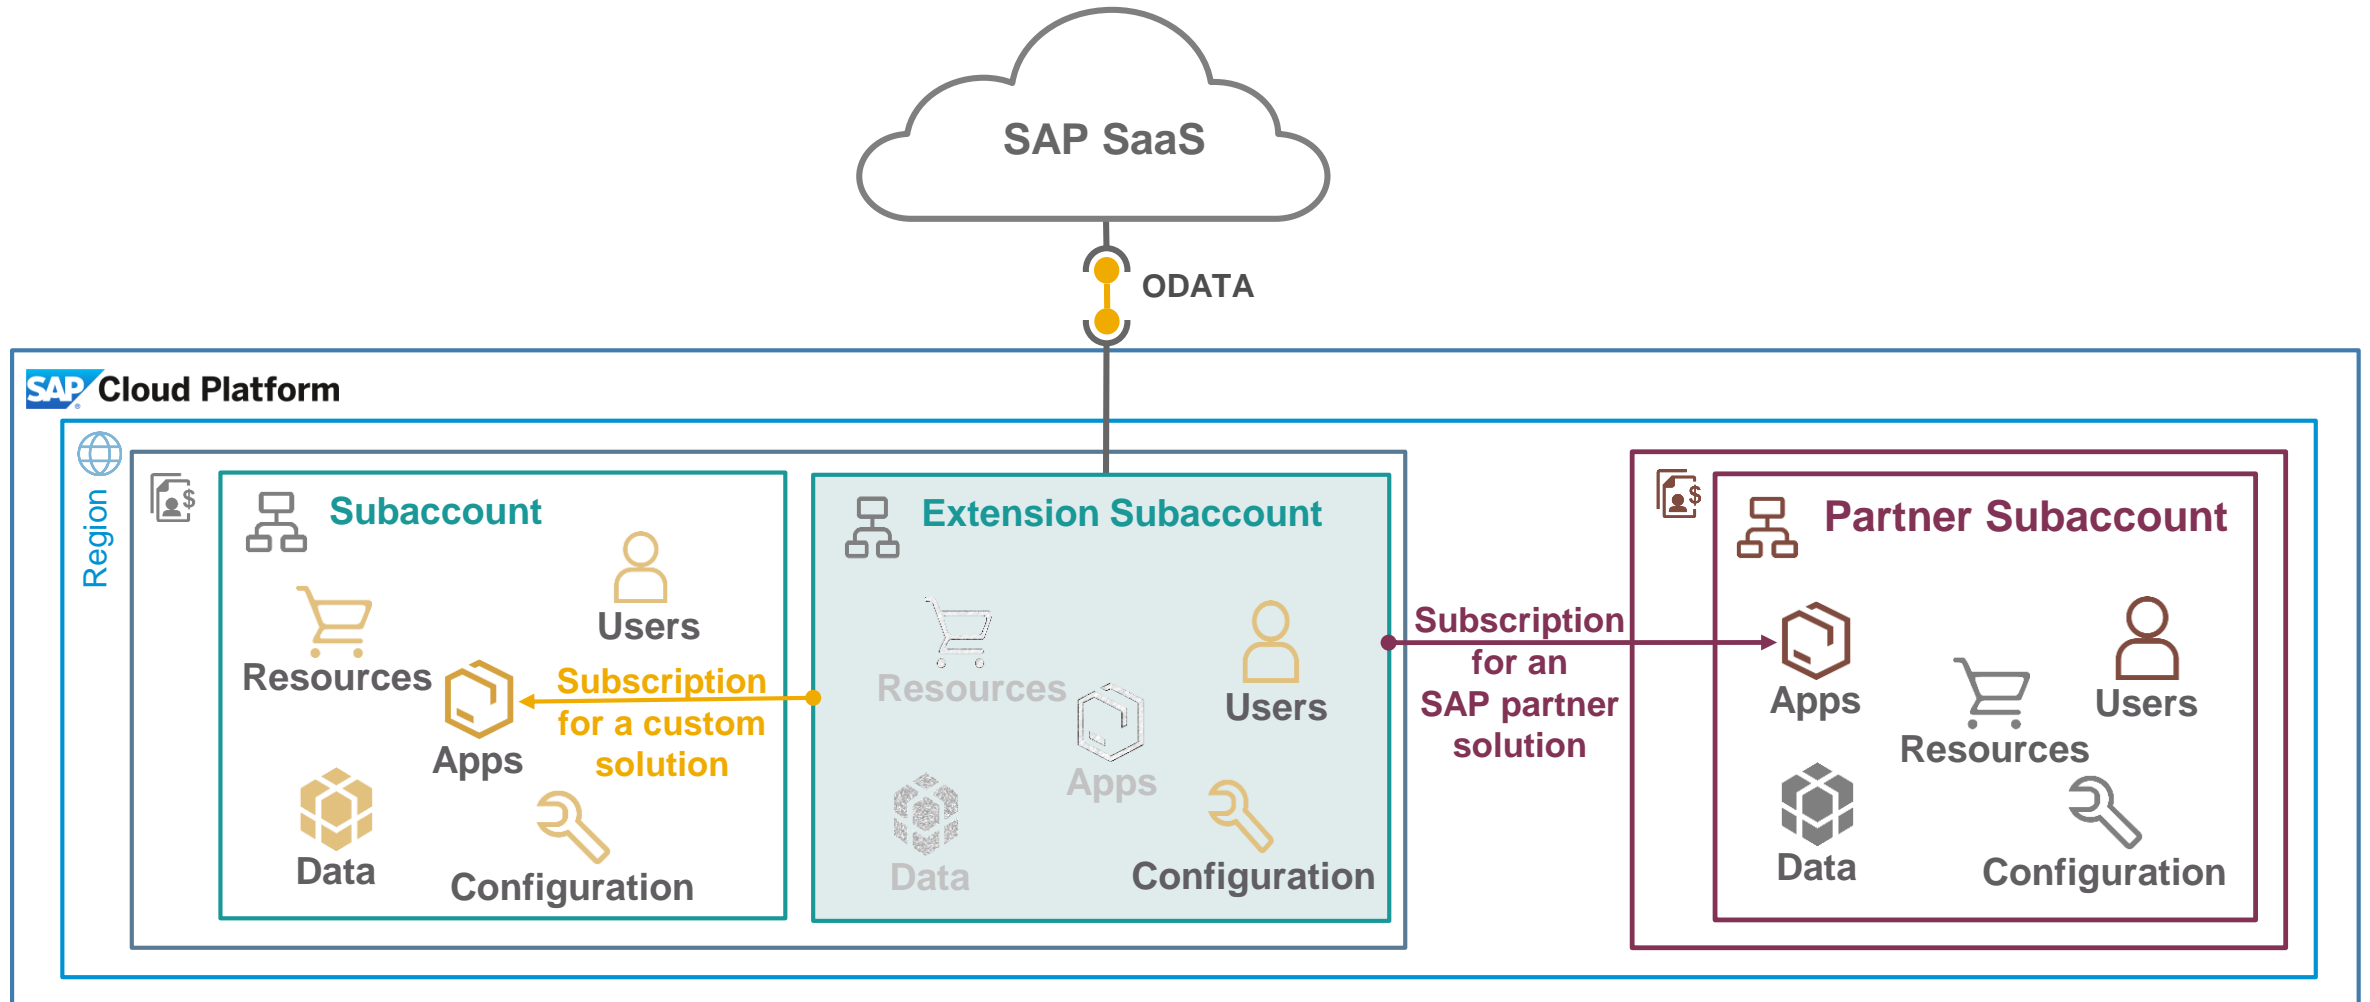 SAP SaaS
ODATA
SAP Cloud Platform
Region
$
Subaccount
Users
Resources
Apps
Subscription
for a custom
solution
Data
Configuration
Extension Subaccount
Resources
Apps
Users
Data
Configuration
Subscription
for an
SAP partner
solution
$
Partner Subaccount
Apps
Users
Resources
Data
Configuration